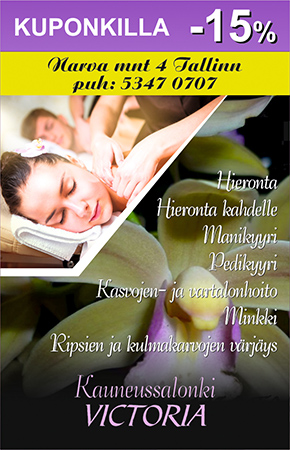 KUPONKILLA -15%
Narva mnt 4 Tallinn
puh: 5347 0707
Hieronta
Hieronta kahdelle
Manikyyri
Pedikyyri
Kasvojen- ja vartalonhoito
Minkki
Ripsien ja kulmakarvojen värjäys
Kauneussalonki
VICTORIA